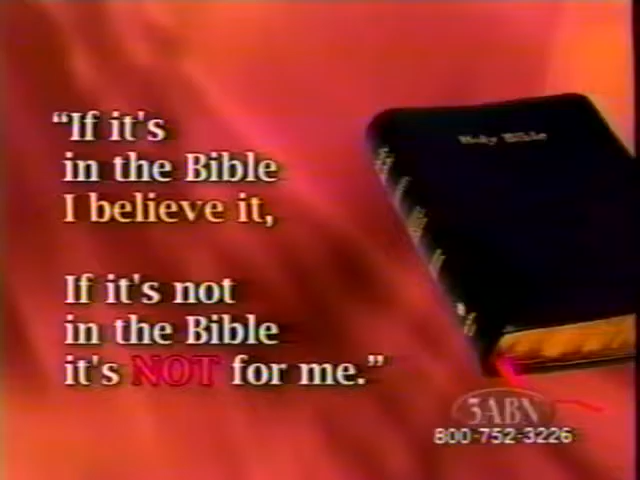 “If it's
in the Bible
I believe it,
If it's not
in the Bible
it's NOT for me.”
Holy Bible
3ABN
800-752-3226